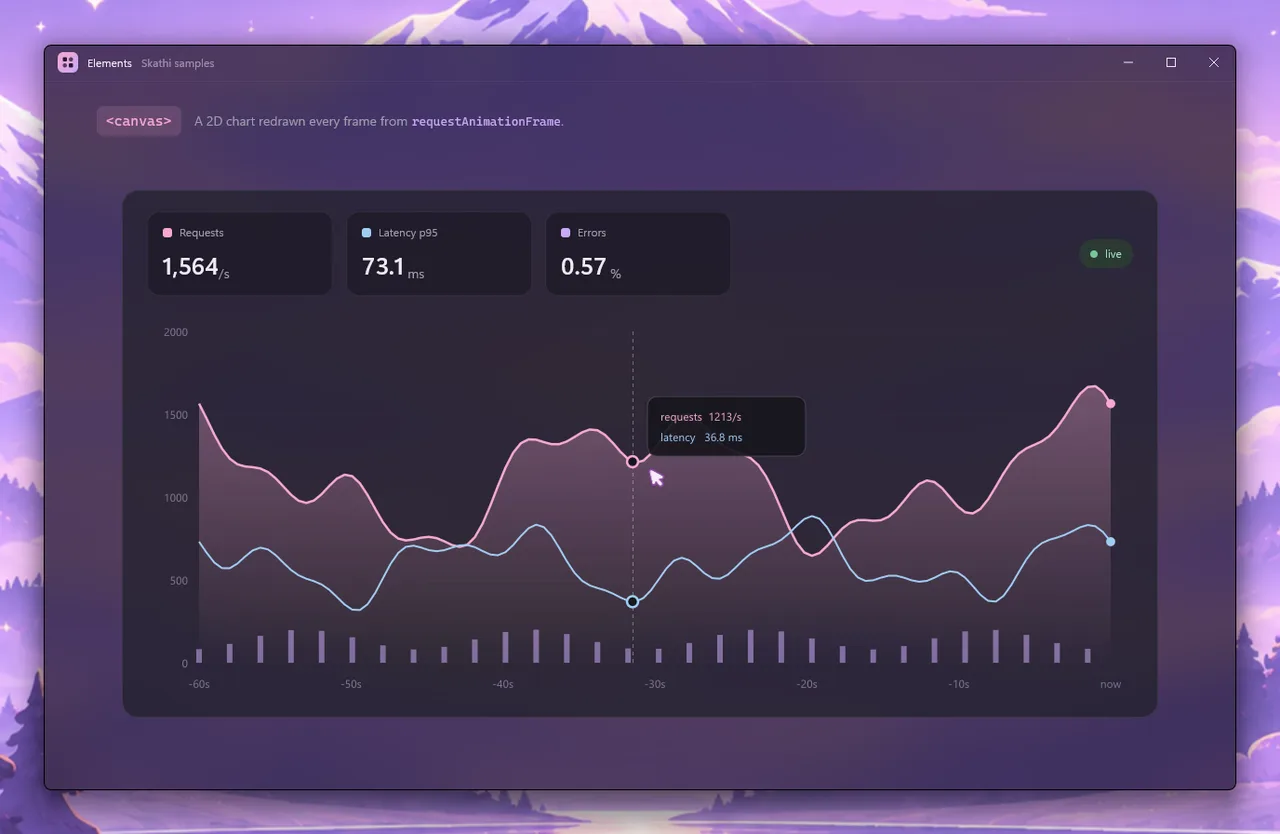 Elements Skathi samples
<canvas> A 2D chart redrawn every frame from requestAnimationFrame.
Requests
1,564/s
Latency p95
73.1 ms
Errors
0.57 %
live
2000
1500
1000
500
0
requests 1213/s
latency 36.8 ms
-60s -50s -40s -30s -20s -10s now